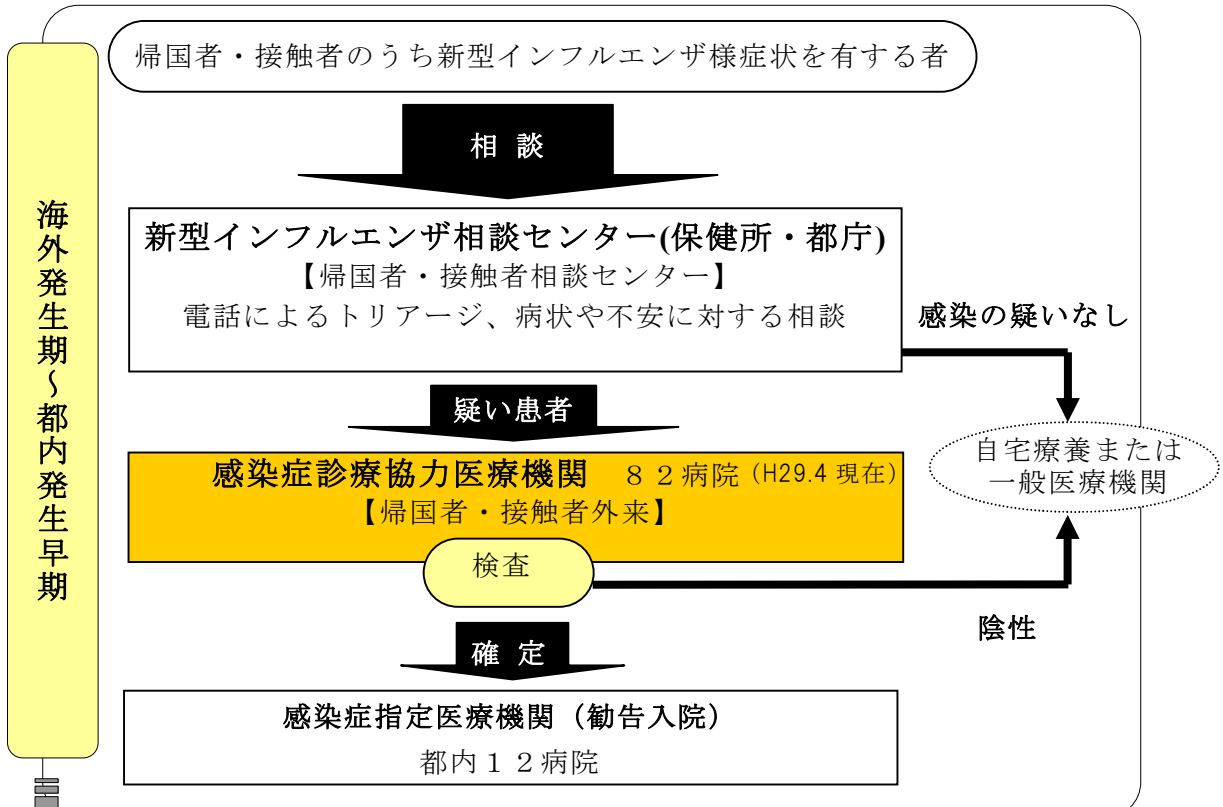 海外発生期～都内発生早期
帰国者・接触者のうち新型インフルエンザ様症状を有する者
相 談
新型インフルエンザ相談センター(保健所・都庁)
【帰国者・接触者相談センター】
電話によるトリアージ、病状や不安に対する相談
感染の疑いなし
疑い患者
自宅療養または
一般医療機関
感染症診療協力医療機関　８２病院 (H29.4 現在)
【帰国者・接触者外来】
検査
陰性
確 定
感染症指定医療機関（勧告入院）
都内１２病院